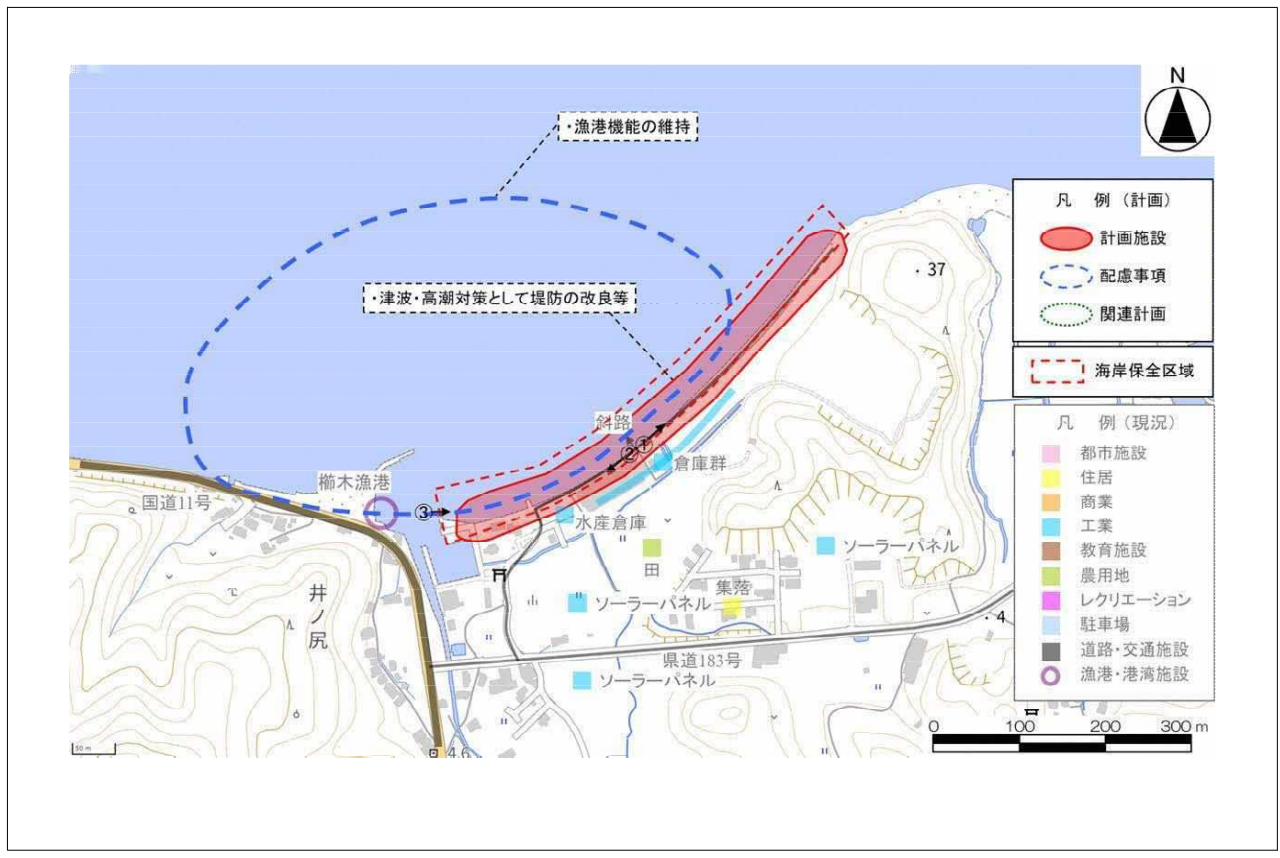 N
・漁港機能の維持
凡 例（計画）
計画施設
配慮事項
関連計画
海岸保全区域
凡 例（現況）
都市施設
住居
商業
工業
教育施設
農用地
レクリエーション
駐車場
道路・交通施設
漁港・港湾施設
・37
・津波・高潮対策として堤防の改良等
斜路
①
②
倉庫群
櫛木漁港
国道11号
③
水産倉庫
田
ソーラーパネル
集落
ソーラーパネル
井ノ尻
・4
県道183号
ソーラーパネル
4.6
50 m
0 100 200 300 m